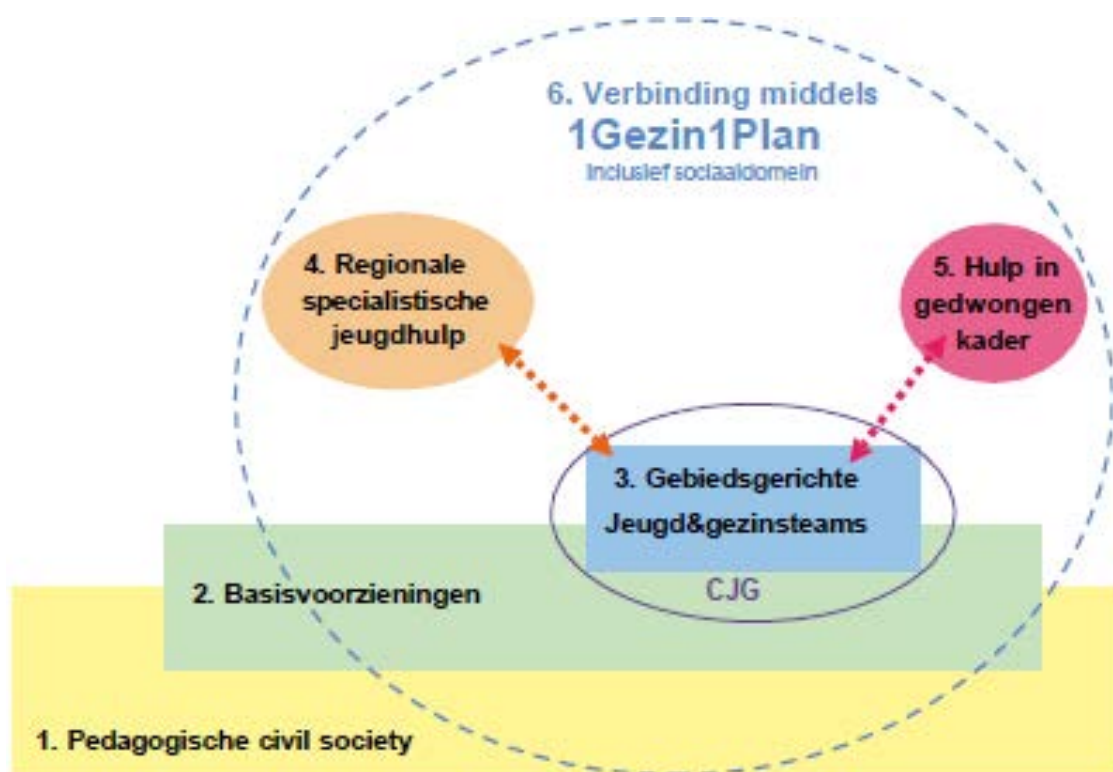 6. Verbinding middels
1Gezin1Plan
Inclusief sociaaldomein
4. Regionale
specialistische
jeugdhulp
5. Hulp in
gedwongen
kader
3. Gebiedsgerichte
Jeugd&gezinsteams
CJG
2. Basisvoorzieningen
1. Pedagogische civil society